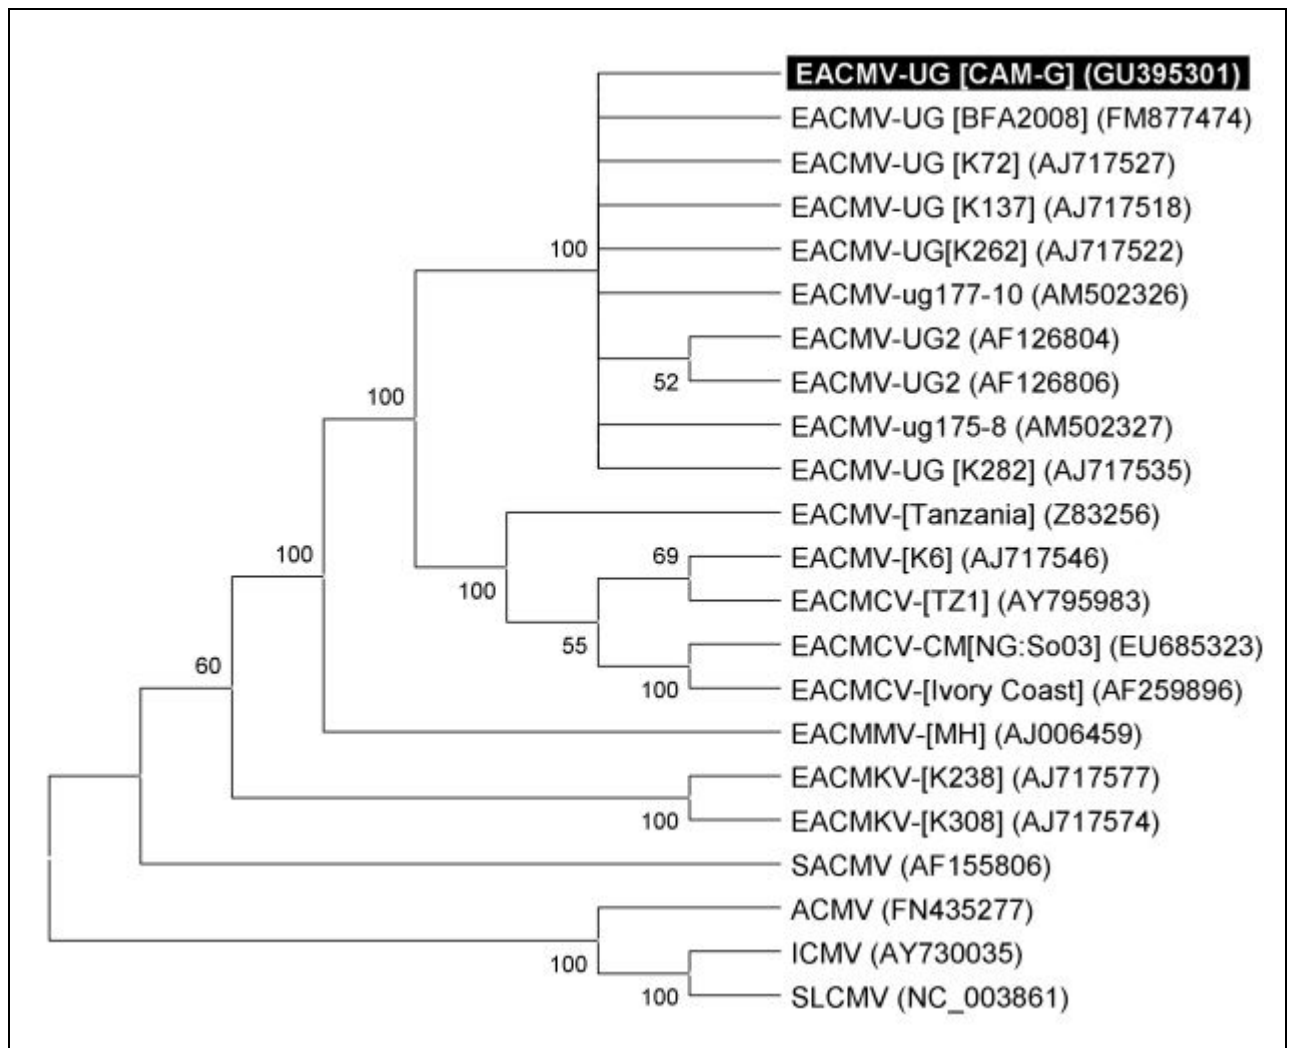 EACMV-UG [CAM-G] (GU395301)
EACMV-UG [BFA2008] (FM877474)
EACMV-UG [K72] (AJ717527)
EACMV-UG [K137] (AJ717518)
100
EACMV-UG[K262] (AJ717522)
EACMV-ug177-10 (AM502326)
EACMV-UG2 (AF126804)
52
EACMV-UG2 (AF126806)
100
EACMV-ug175-8 (AM502327)
EACMV-UG [K282] (AJ717535)
EACMV-[Tanzania] (Z83256)
100
69
EACMV-[K6] (AJ717546)
100
EACMCV-[TZ1] (AY795983)
55
EACMCV-CM[NG:So03] (EU685323)
60
100
EACMCV-[Ivory Coast] (AF259896)
EACMMV-[MH] (AJ006459)
EACMKV-[K238] (AJ717577)
100
EACMKV-[K308] (AJ717574)
SACMV (AF155806)
ACMV (FN435277)
100
ICMV (AY730035)
100
SLCMV (NC_003861)